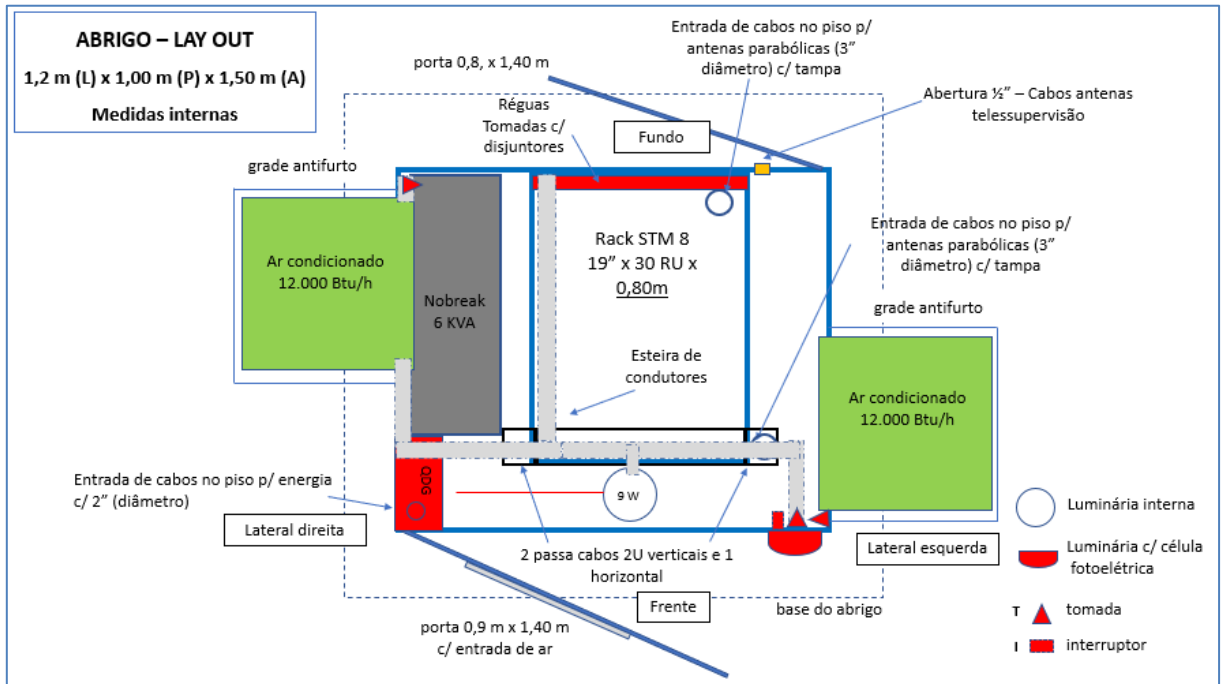 ABRIGO – LAY OUT
1,2 m (L) x 1,00 m (P) x 1,50 m (A)
Medidas internas
porta 0,8, x 1,40 m
Entrada de cabos no piso p/
antenas parabólicas (3”
diâmetro) c/ tampa
Abertura ½” – Cabos antenas
telessupervisão
Réguas
Tomadas c/
disjuntores
Fundo
grade antifurto
Ar condicionado
12.000 Btu/h
Nobreak
6 KVA
Rack STM 8
19” x 30 RU x
0,80m
Entrada de cabos no piso p/
antenas parabólicas (3”
diâmetro) c/ tampa
grade antifurto
Esteira de
condutores
Ar condicionado
12.000 Btu/h
Entrada de cabos no piso p/ energia
c/ 2” (diâmetro)
QDG
9 W
Lateral direita
2 passa cabos 2U verticais e 1
horizontal
Lateral esquerda
Frente
base do abrigo
porta 0,9 m x 1,40 m
c/ entrada de ar
Luminária interna
Luminária c/ célula
fotoelétrica
T tomada
I interruptor